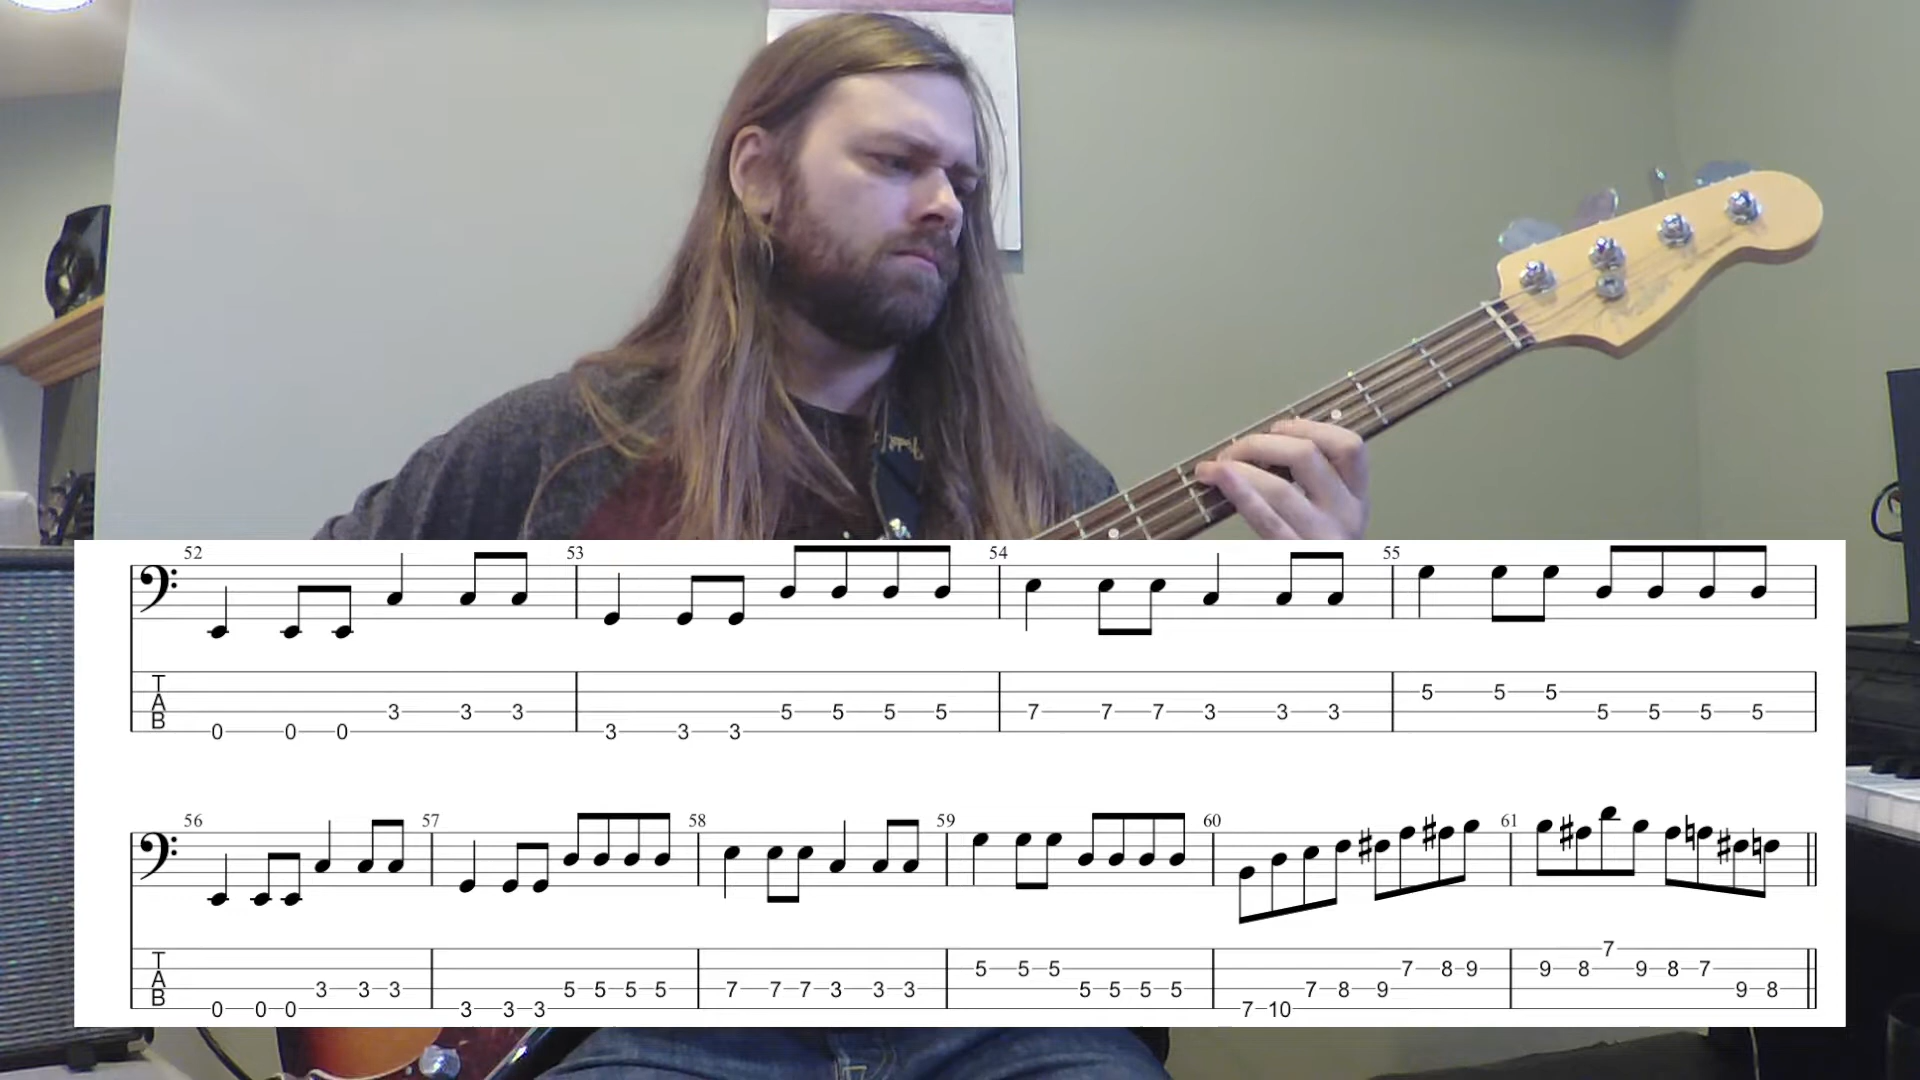 52 53 54 55
T A B 0 0 0 3 3 3 3 3 3 5 5 5 5 7 7 7 3 3 3 5 5 5 5 5 5 5
56 57 58 59 60 61
T A B 0 0 0 3 3 3 3 3 3 5 5 5 5 7 7 7 3 3 3 5 5 5 5 5 5 5 7 10 7 8 9 7 8 9 9 8 7 9 8 7 9 8